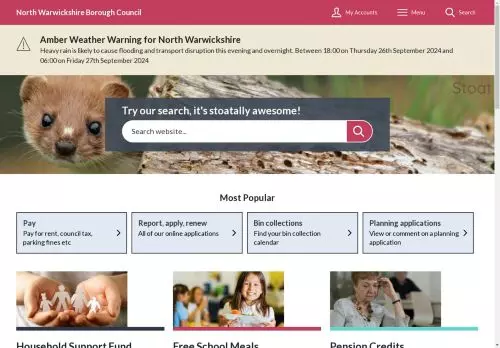 North Warwickshire Borough Council
My Accounts
Menu
Search
Amber Weather Warning for North Warwickshire
Heavy rain is likely to cause flooding and transport disruption this evening and overnight. Between 18:00 on Thursday 26th September 2024 and
06:00 on Friday 27th September 2024
Stoat
Try our search, it's stoatally awesome!
Search website...
Most Popular
Pay
Pay for rent, council tax,
parking fines etc
Report, apply, renew
All of our online applications
Bin collections
Find your bin collection
calendar
Planning applications
View or comment on a planning
application
Household Support Fund
Free School Meals
Pension Credits